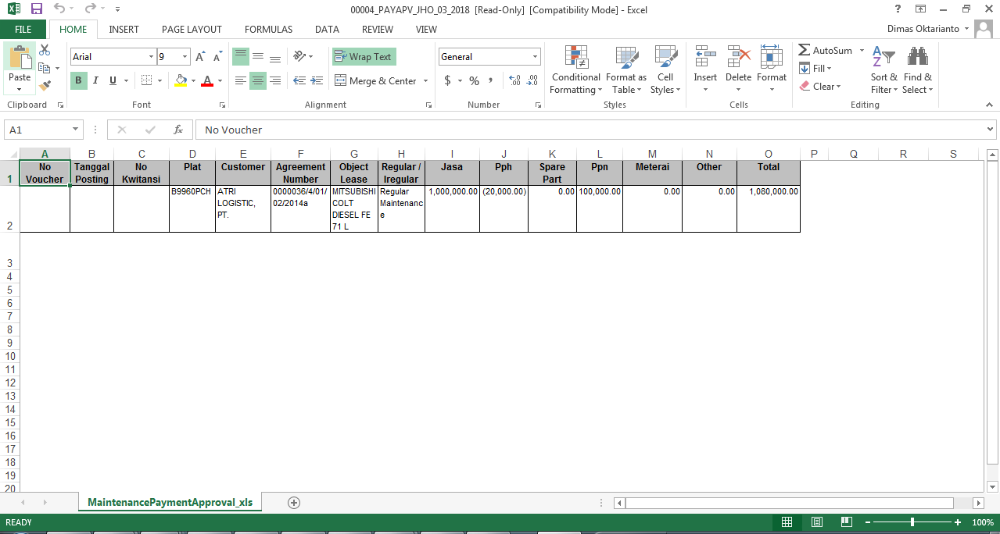 00004_PAYAPV_JHO_03_2018 [Read-Only] [Compatibility Mode] - Excel
FILE HOME INSERT PAGE LAYOUT FORMULAS DATA REVIEW VIEW Dimas Oktarianto
Paste
Clipboard
Arial 9
B I U
Font
Wrap Text
Merge & Center
Alignment
General
$ % ,
Number
Conditional Formatting
Format as Table
Cell Styles
Styles
Insert Delete Format
Cells
AutoSum
Fill
Clear
Sort & Filter
Find & Select
Editing
A1 fx No Voucher
A B C D E F G H I J K L M N O P Q R S
1
No Voucher
Tanggal Posting
No Kwitansi
Plat
Customer
Agreement Number
Object Lease
Regular / Iregular
Jasa
Pph
Spare Part
Ppn
Meterai
Other
Total
2
B9960PCH
ATRI
LOGISTIC,
PT.
0000036/4/01/
02/2014a
MITSUBISHI
COLT
DIESEL FE
71 L
Regular
Maintenanc
e
1,000,000.00
(20,000.00)
0.00
100,000.00
0.00
0.00
1,080,000.00
3
4
5
6
7
8
9
10
11
12
13
14
15
16
17
18
19
20
MaintenancePaymentApproval_xls
READY 100%